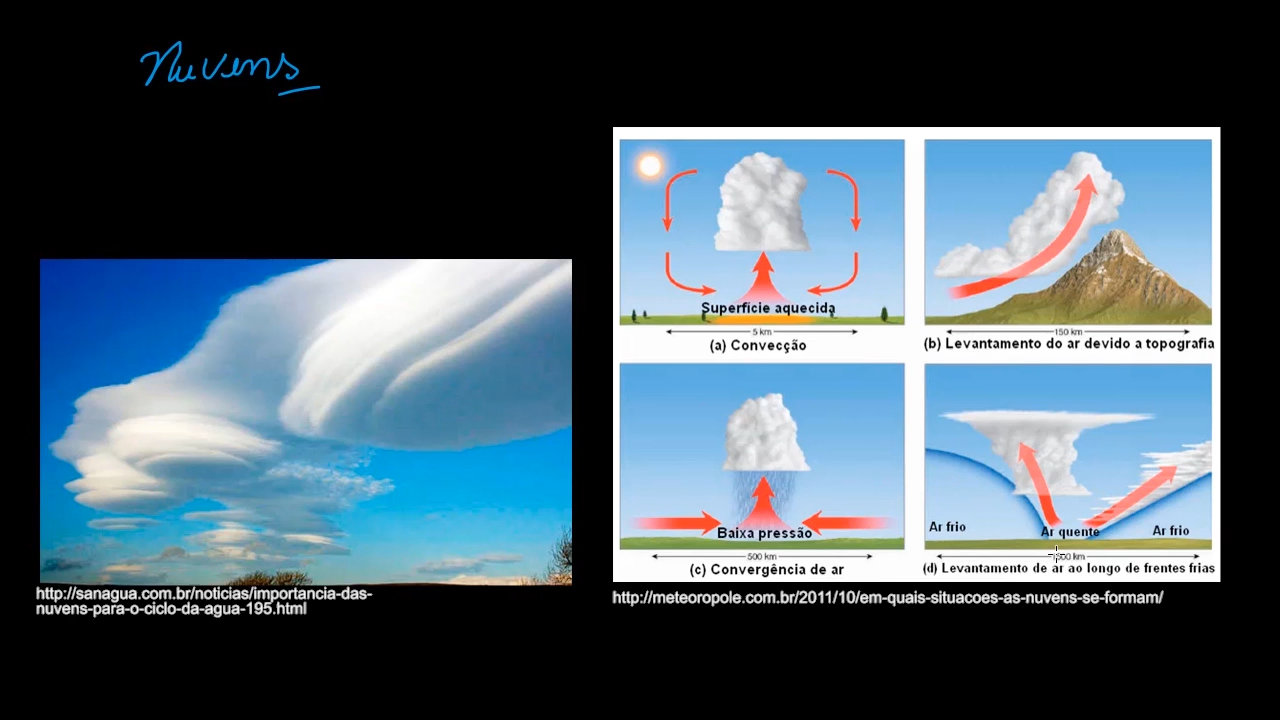 Nuvens
http://sanagua.com.br/noticias/importancia-das-
nuvens-para-o-ciclo-da-agua-195.html
Superfície aquecida
5 km
(a) Convecção
150 km
(b) Levantamento do ar devido a topografia
Baixa pressão
500 km
(c) Convergência de ar
Ar frio
Ar quente
Ar frio
km
(d) Levantamento de ar ao longo de frentes frias
http://meteoropole.com.br/2011/10/em-quais-situacoes-as-nuvens-se-formam/